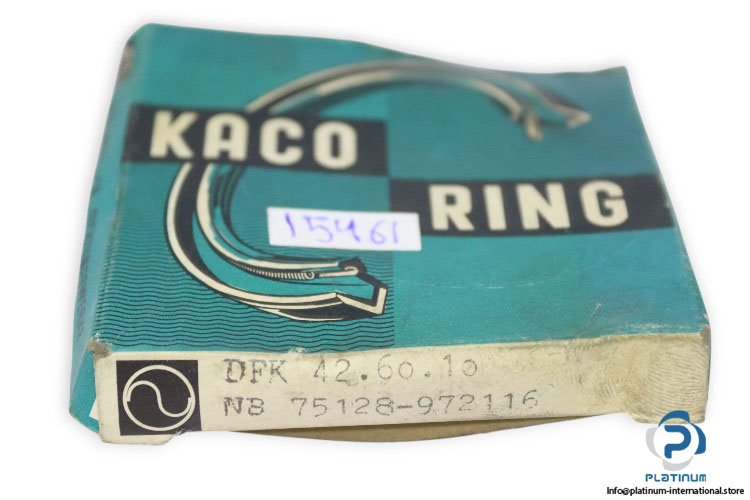 KACO
RING
15461
DFK 42.60.10
NB 75128-972116
PLATINUM
Info@platinum-international.store